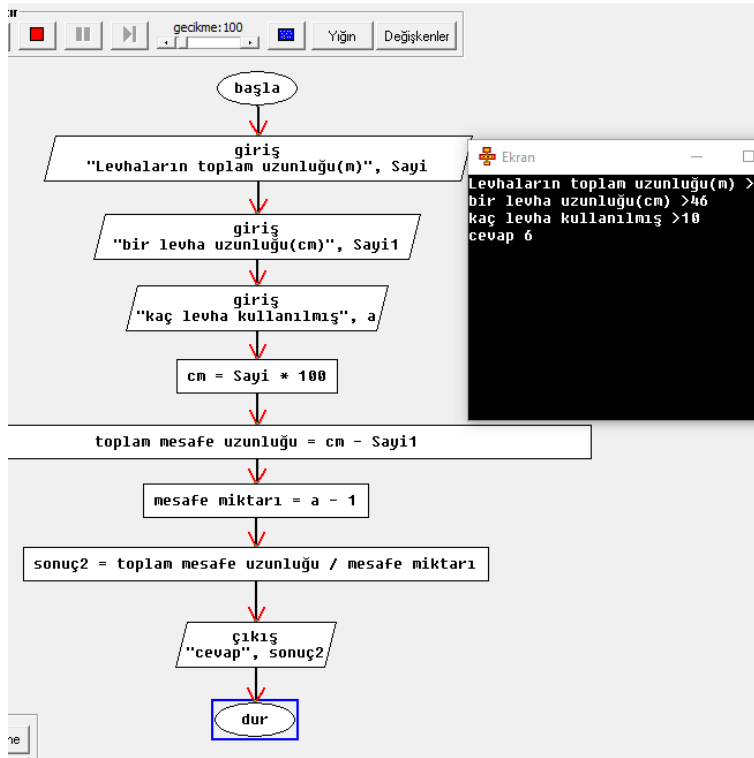 gecikme:100
Yığın
Değişkenler
başla
giriş
"Levhaların toplam uzunluğu(m)", Sayi
giriş
"bir levha uzunluğu(cm)", Sayi1
giriş
"kaç levha kullanılmış", a
cm = Sayi * 100
toplam mesafe uzunluğu = cm - Sayi1
mesafe miktarı = a - 1
sonuç2 = toplam mesafe uzunluğu / mesafe miktarı
çıkış
"cevap", sonuç2
dur
Ekran
Levhaların toplam uzunluğu(m) >
bir levha uzunluğu(cm) >46
kaç levha kullanılmış >10
cevap 6